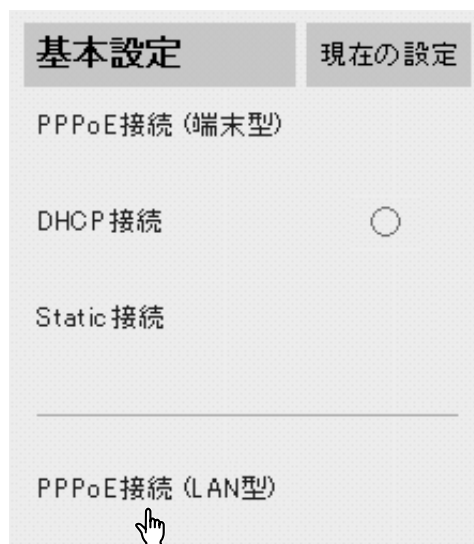 基本設定 現在の設定
PPPoE接続 (端末型)
DHCP接続 ○
Static接続
PPPoE接続 (LAN型)